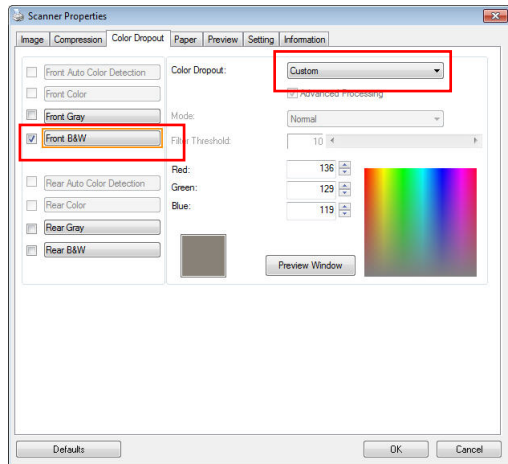 Scanner Properties
Image Compression Color Dropout Paper Preview Setting Information
Front Auto Color Detection
Front Color
Front Gray
Front B&W
Rear Auto Color Detection
Rear Color
Rear Gray
Rear B&W
Color Dropout: Custom
Advanced Processing
Mode: Normal
Filter Threshold: 10
Red: 136
Green: 129
Blue: 119
Preview Window
Defaults OK Cancel